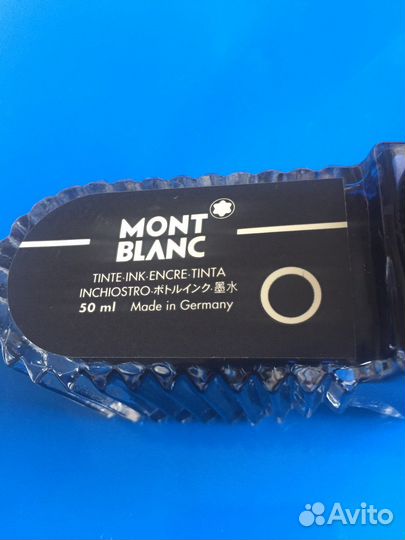 MONT
BLANC
TINTE·INK·ENCRE·TINTA
INCHIOSTRO·ボトルインク·墨水
50 ml Made in Germany
Avito